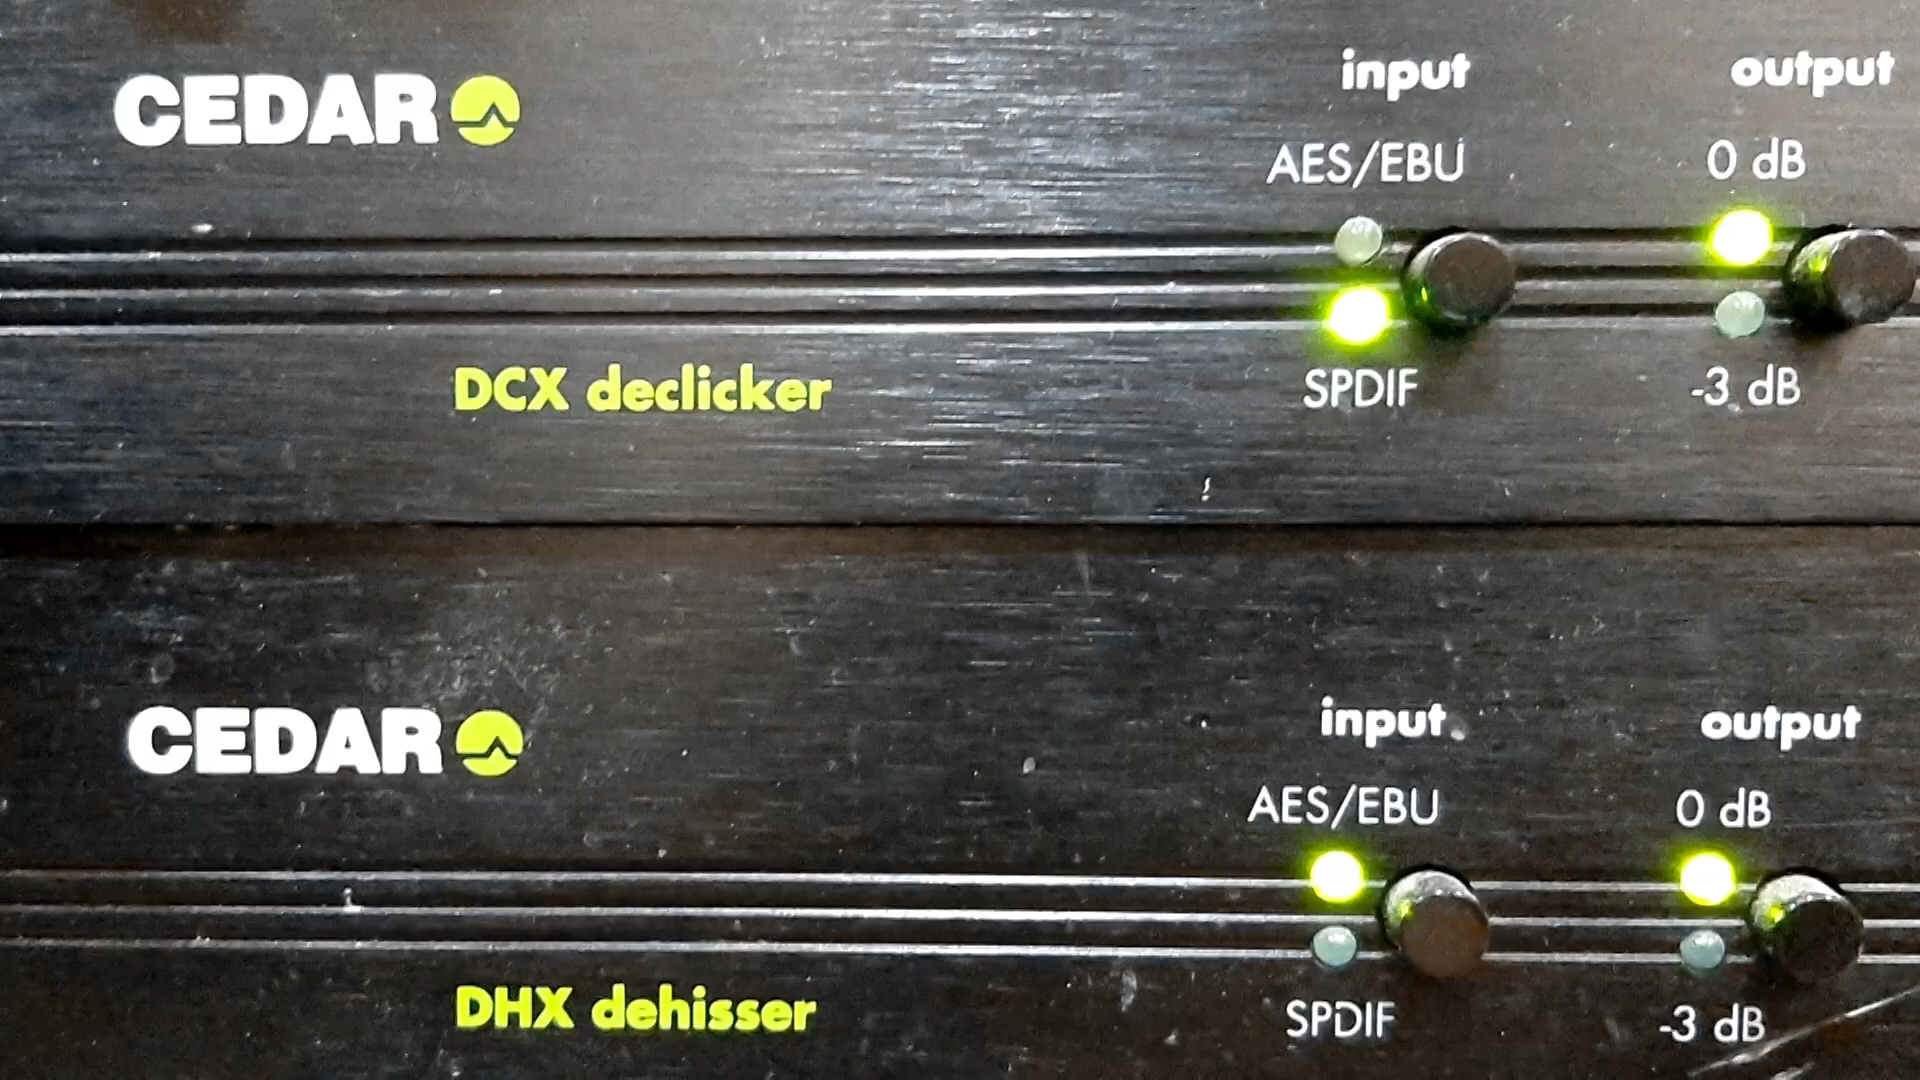 CEDAR
input
output
AES/EBU
0 dB
SPDIF
-3 dB
DCX declicker
CEDAR
input
output
AES/EBU
0 dB
SPDIF
-3 dB
DHX dehisser